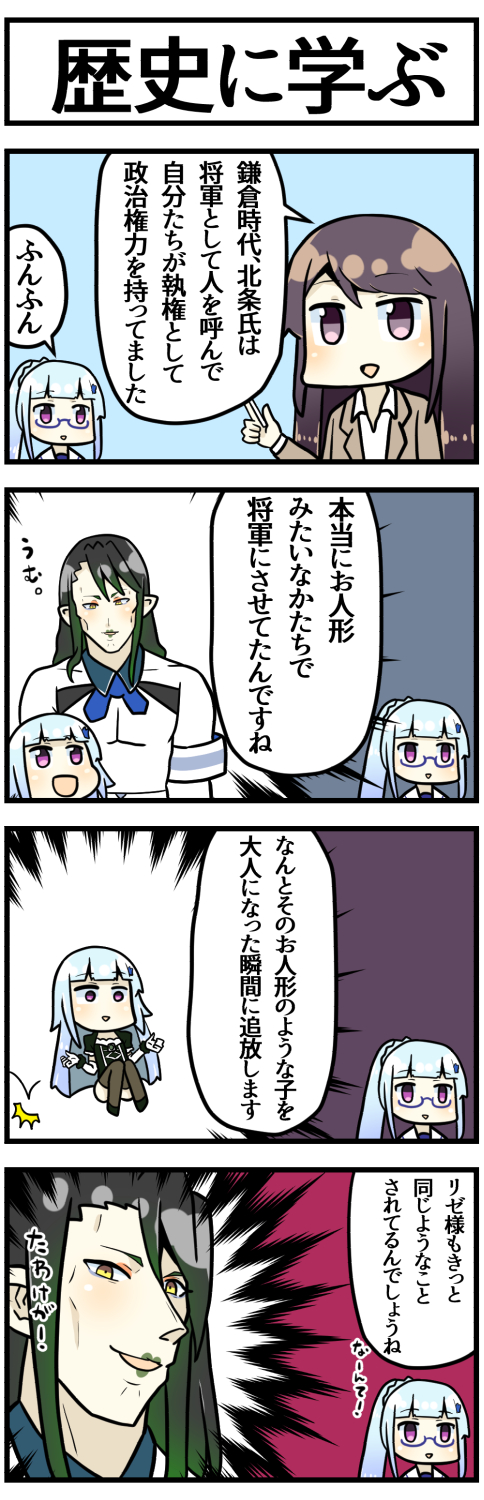 歴史に学ぶ
鎌倉時代、北条氏は
将軍として人を呼んで
自分たちが執権として
政治権力を持ってました
ふんふん
本当にお人形
みたいなかたちで
将軍にさせてたんですね
うむ。
なんとそのお人形のような子を
大人になった瞬間に追放します
リゼ様もきっと
同じようなこと
されてるんでしょうね
なーんて!
たわけが!